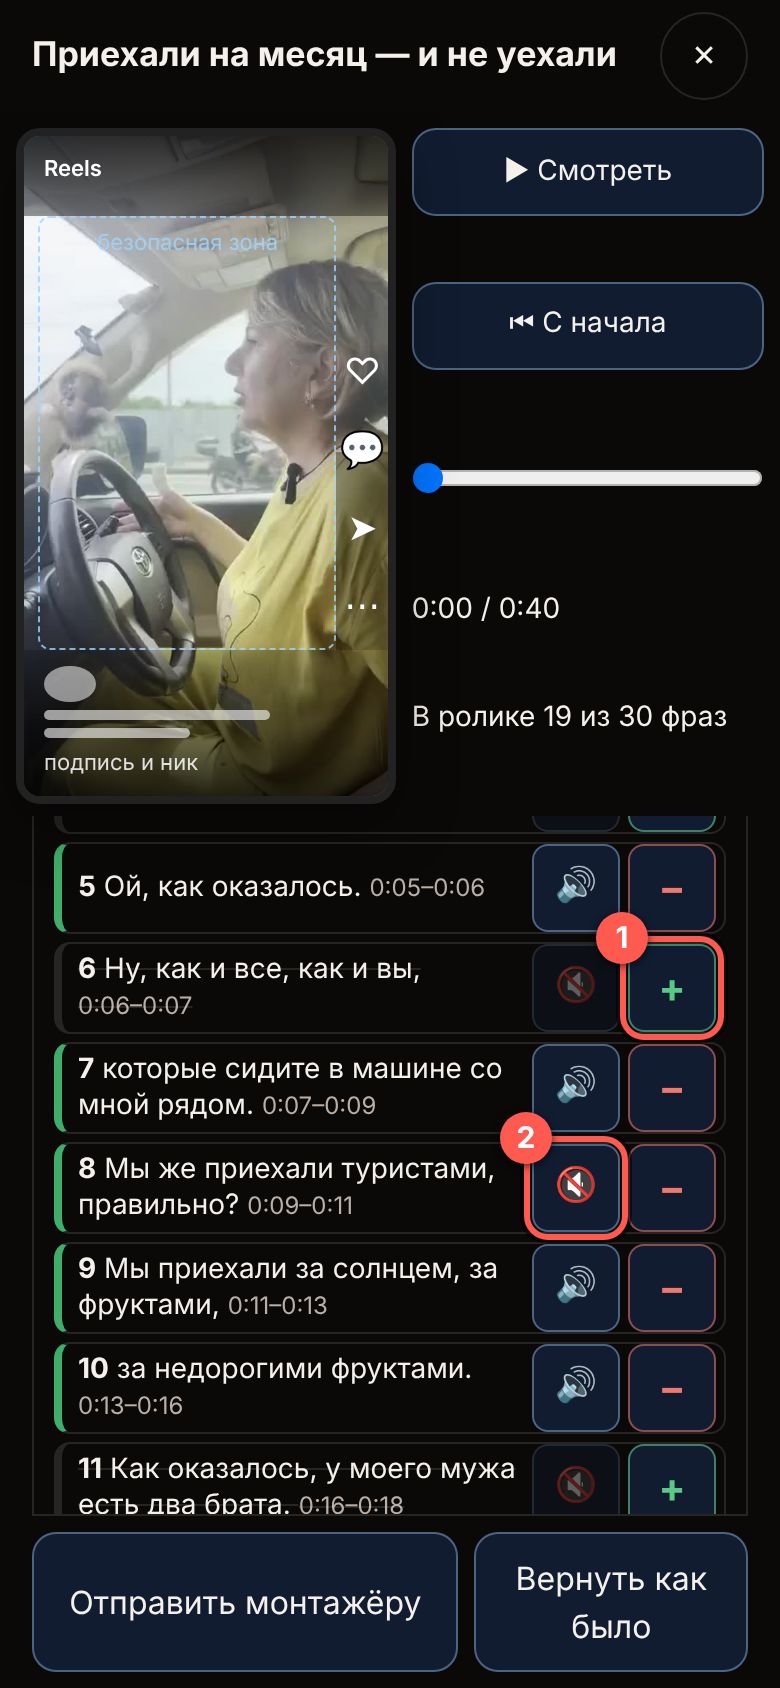 Приехали на месяц — и не уехали
×
Reels
безопасная зона
подпись и ник
▶ Смотреть
⏮ С начала
0:00 / 0:40
В ролике 19 из 30 фраз
5 Ой, как оказалось. 0:05–0:06
−
1
6 Ну, как и все, как и вы,
0:06–0:07
+
7 которые сидите в машине со
мной рядом. 0:07–0:09
−
2
8 Мы же приехали туристами,
правильно? 0:09–0:11
−
9 Мы приехали за солнцем, за
фруктами, 0:11–0:13
−
10 за недорогими фруктами.
0:13–0:16
−
11 Как оказалось, у моего мужа
есть два брата. 0:16–0:18
+
Отправить монтажёру
Вернуть как
было